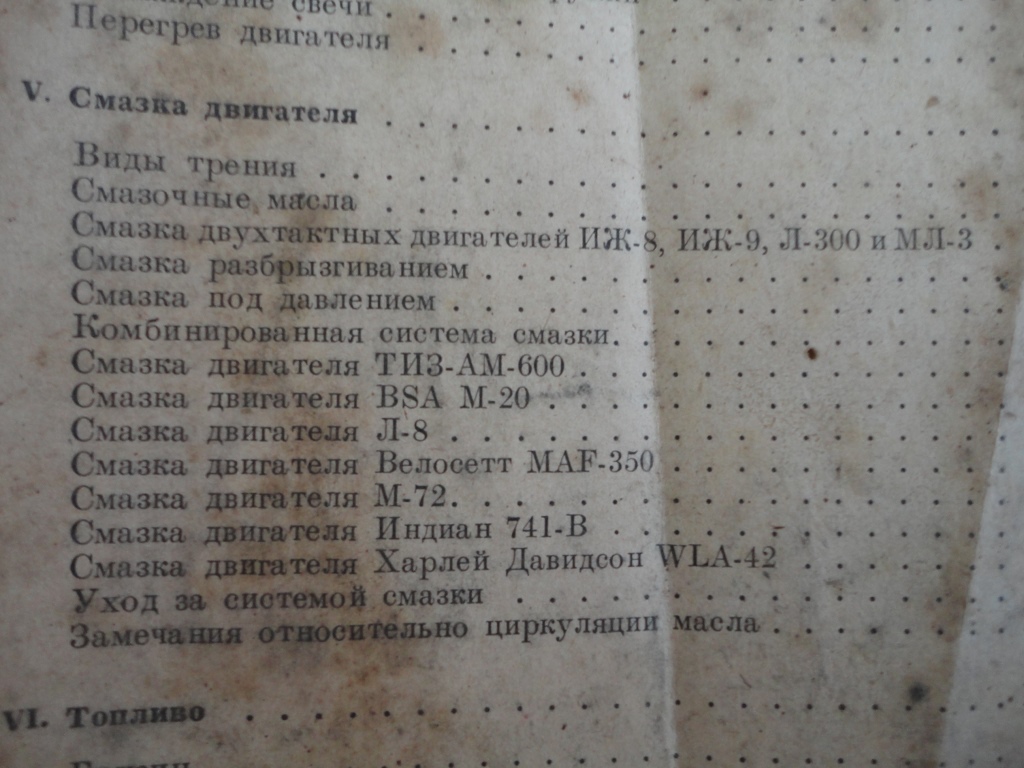 свечи
Перегрев двигателя
V. Смазка двигателя
Виды трения
Смазочные масла
Смазка двухтактных двигателей ИЖ-8, ИЖ-9, Л-300 и МЛ-3
Смазка разбрызгиванием
Смазка под давлением
Комбинированная система смазки
Смазка двигателя ТИЗ-АМ-600
Смазка двигателя BSA M-20
Смазка двигателя Л-8
Смазка двигателя Велосетт MAF-350
Смазка двигателя М-72
Смазка двигателя Индиан 741-В
Смазка двигателя Харлей Давидсон WLA-42
Уход за системой смазки
Замечания относительно циркуляции масла
VI. Топливо